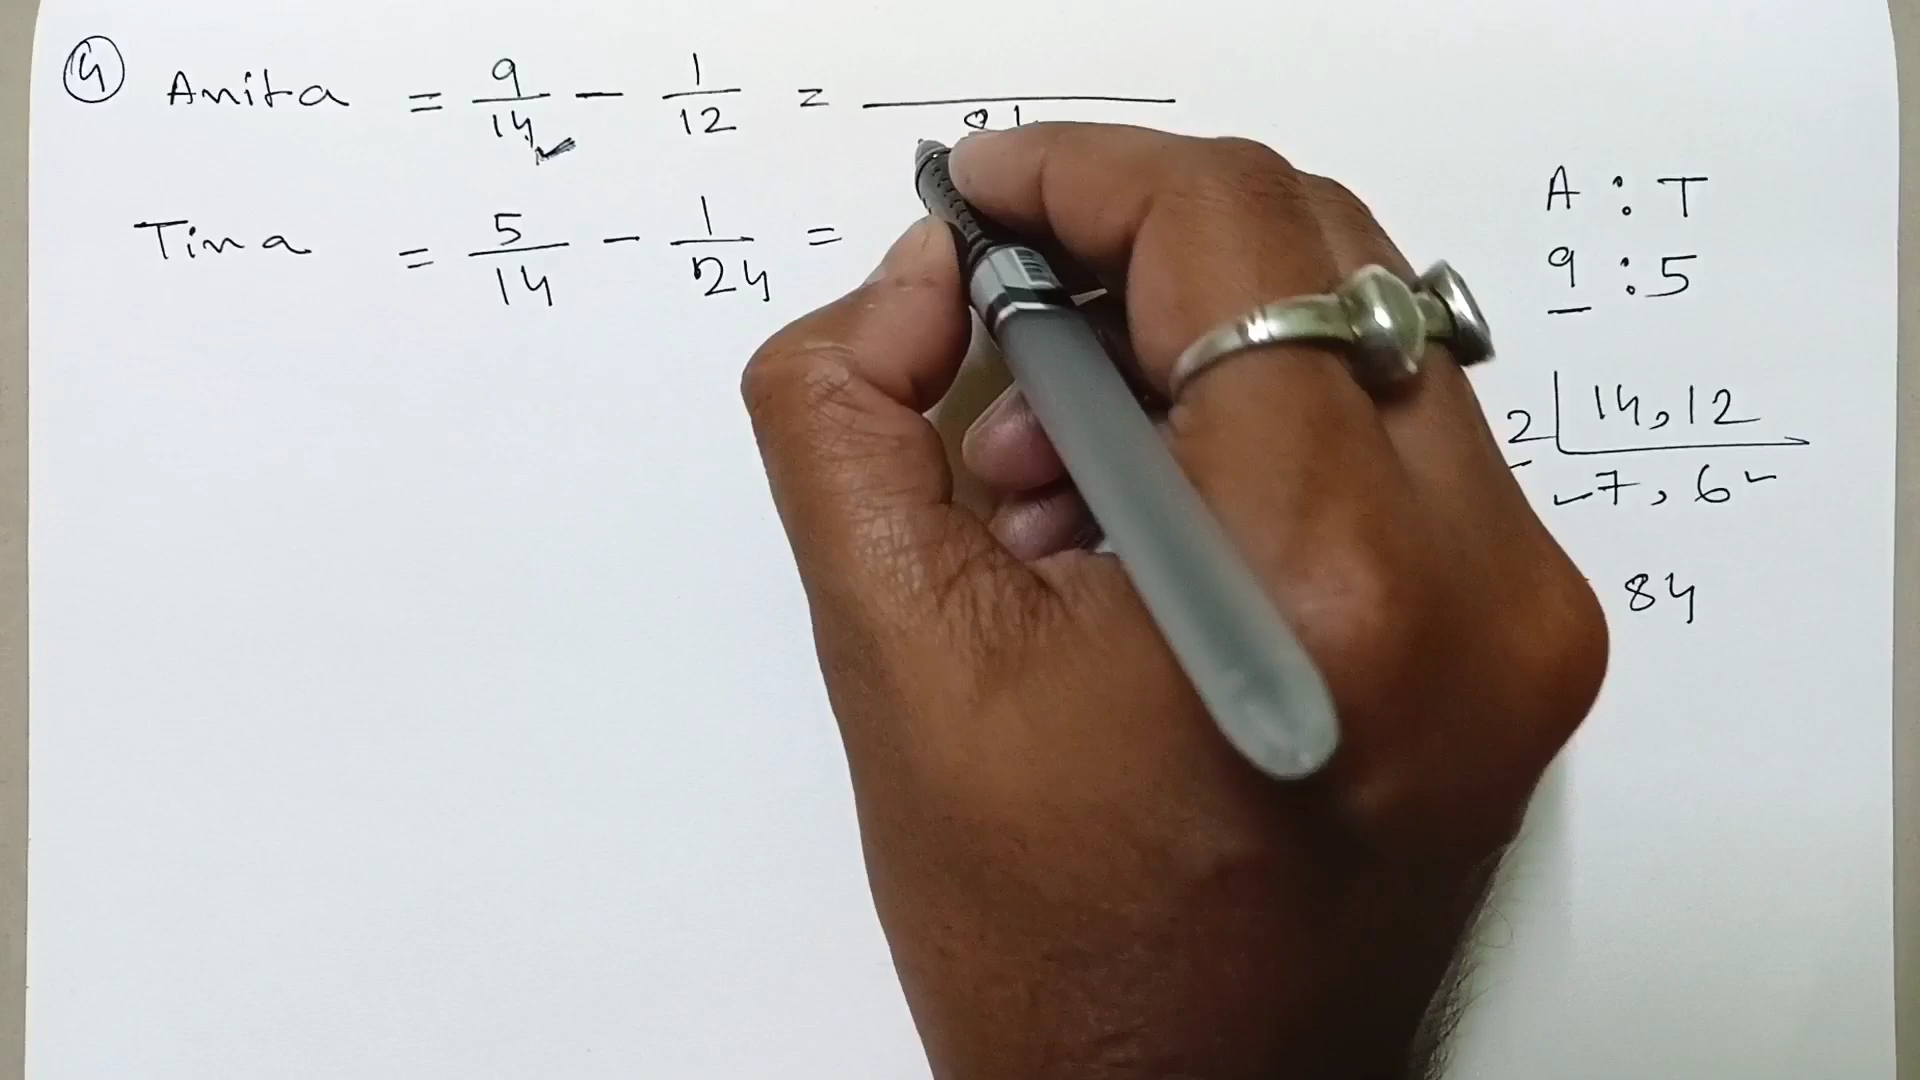 ④ Anita = 9/14 - 1/12 =
Tina = 5/14 - 1/24 =
A : T
9 : 5
2 | 14, 12
7, 6
84